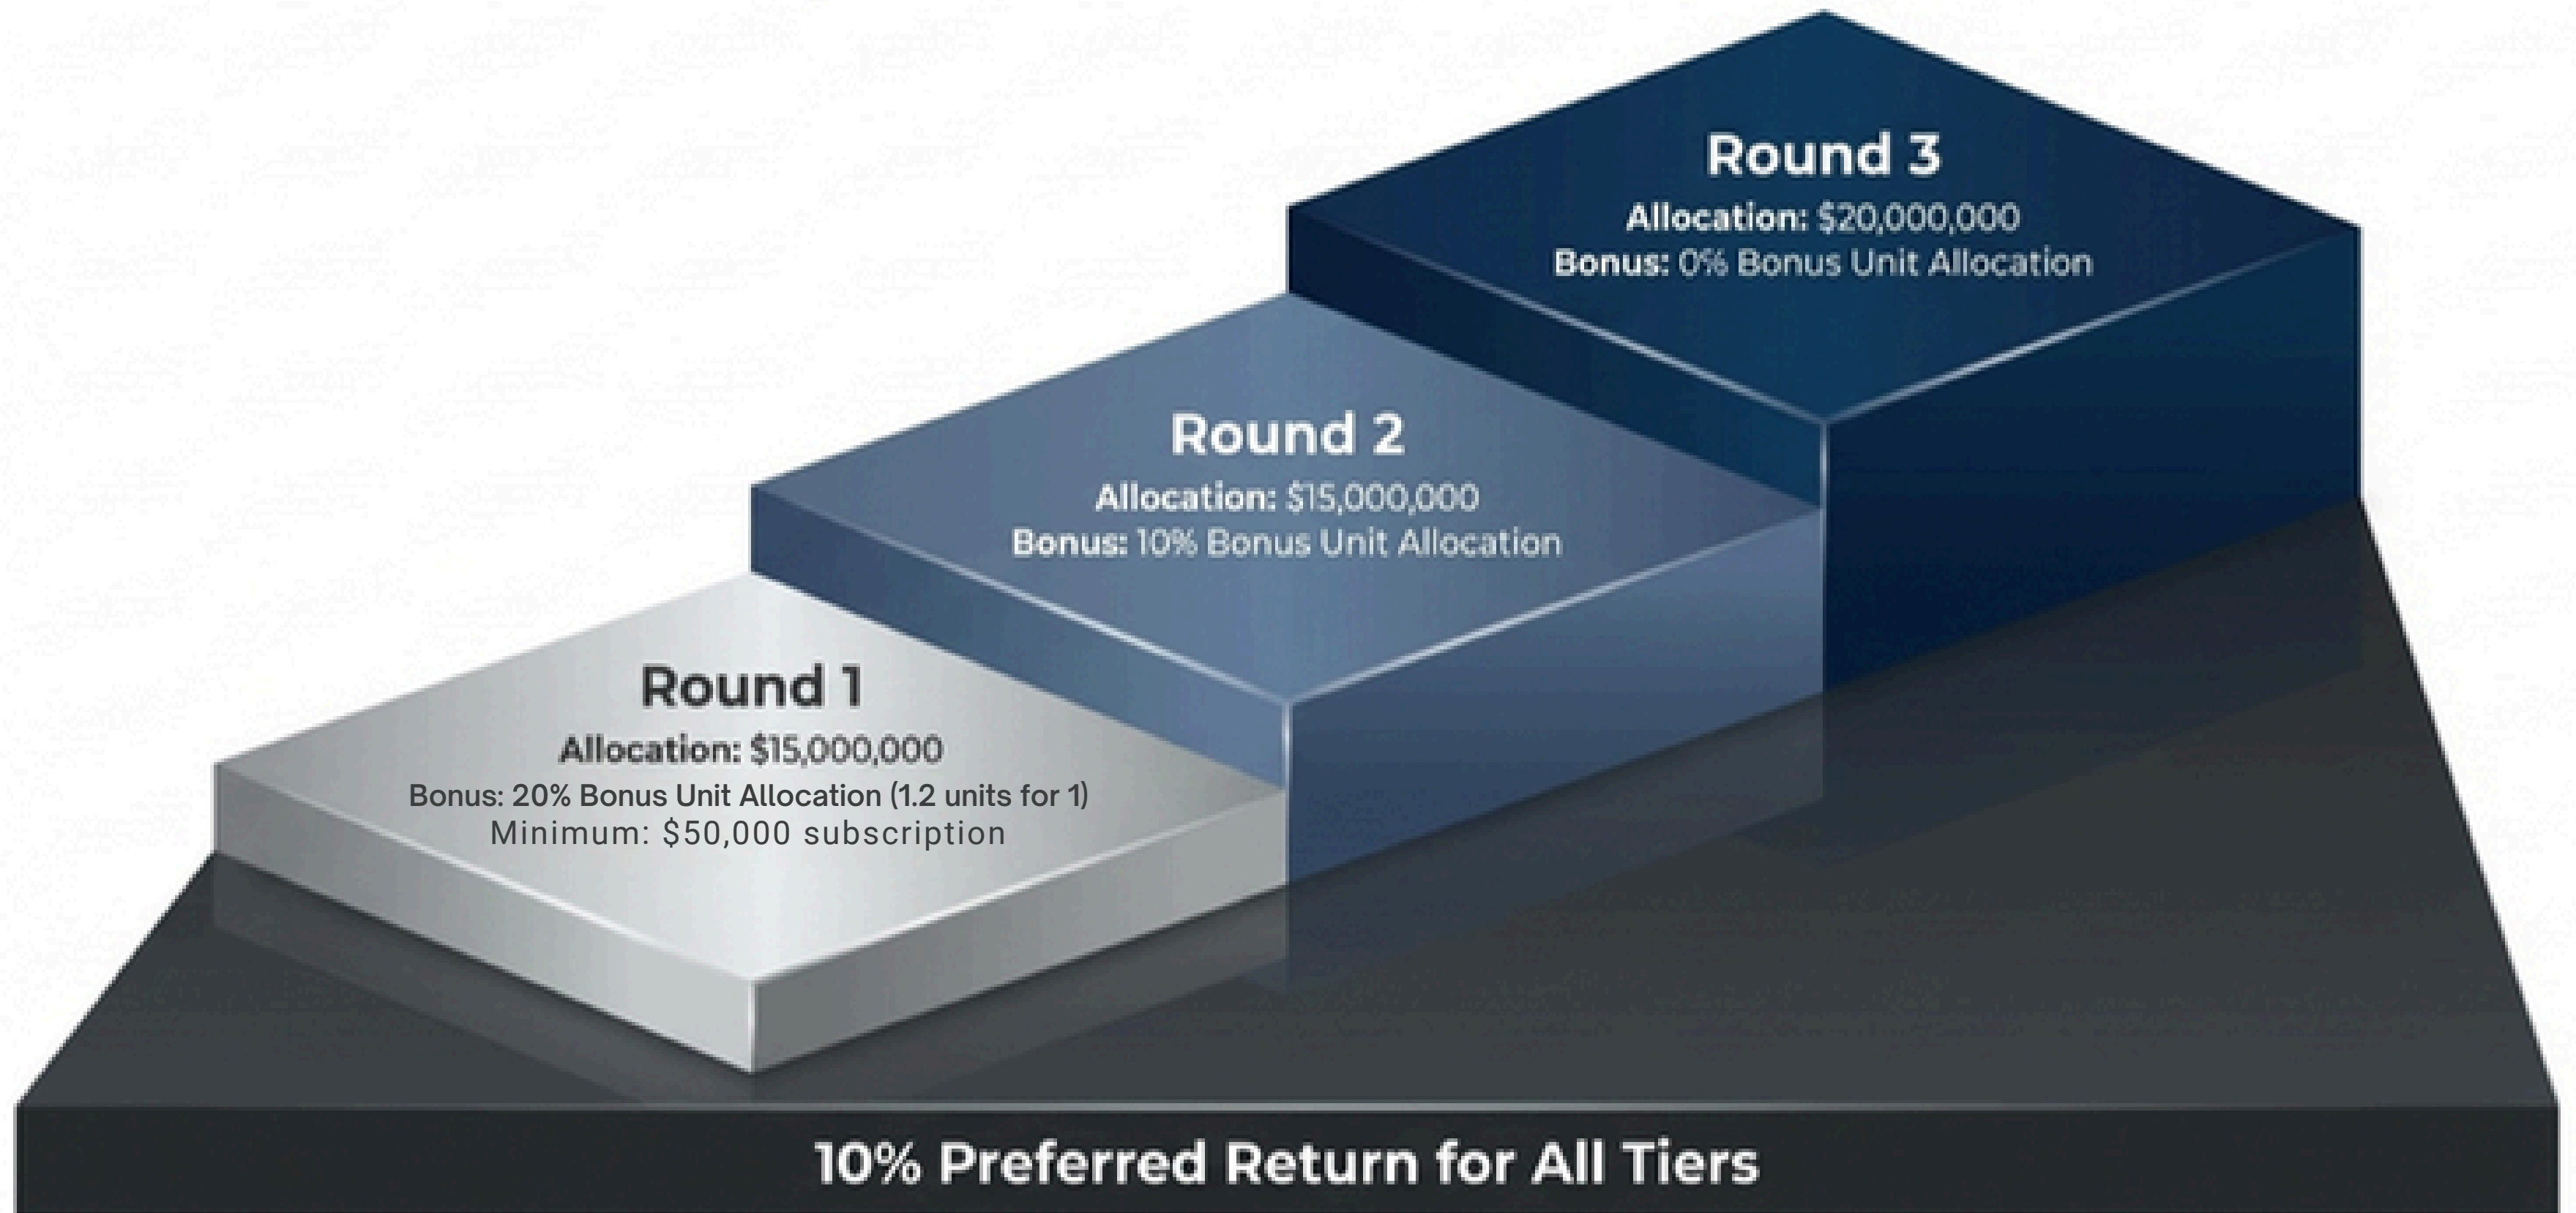 Round 3
Allocation: $20,000,000
Bonus: 0% Bonus Unit Allocation
Round 2
Allocation: $15,000,000
Bonus: 10% Bonus Unit Allocation
Round 1
Allocation: $15,000,000
Bonus: 20% Bonus Unit Allocation (1.2 units for 1)
Minimum: $50,000 subscription
10% Preferred Return for All Tiers